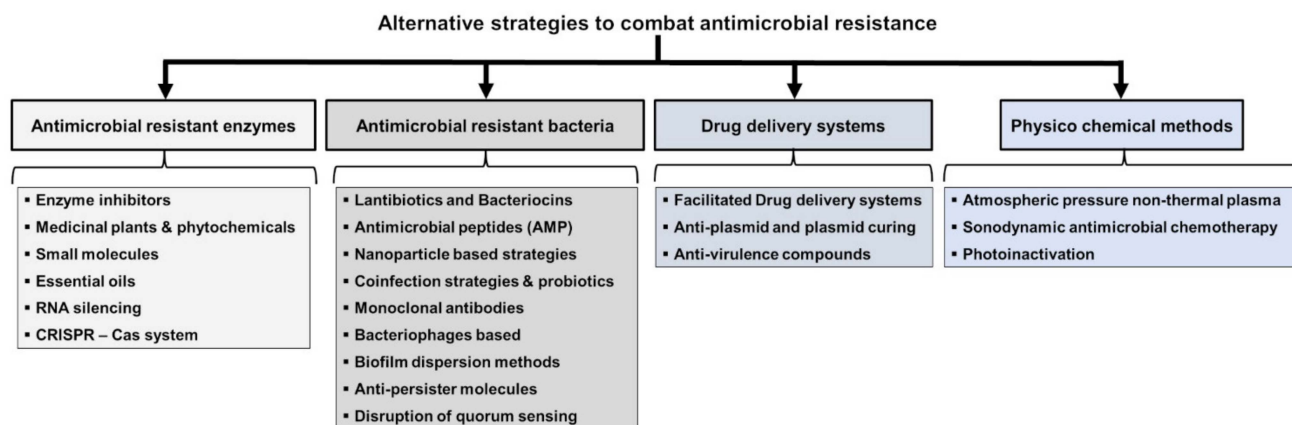 Alternative strategies to combat antimicrobial resistance
Antimicrobial resistant enzymes
▪ Enzyme inhibitors
▪ Medicinal plants & phytochemicals
▪ Small molecules
▪ Essential oils
▪ RNA silencing
▪ CRISPR – Cas system
Antimicrobial resistant bacteria
▪ Lantibiotics and Bacteriocins
▪ Antimicrobial peptides (AMP)
▪ Nanoparticle based strategies
▪ Coinfection strategies & probiotics
▪ Monoclonal antibodies
▪ Bacteriophages based
▪ Biofilm dispersion methods
▪ Anti-persister molecules
▪ Disruption of quorum sensing
Drug delivery systems
▪ Facilitated Drug delivery systems
▪ Anti-plasmid and plasmid curing
▪ Anti-virulence compounds
Physico chemical methods
▪ Atmospheric pressure non-thermal plasma
▪ Sonodynamic antimicrobial chemotherapy
▪ Photoinactivation